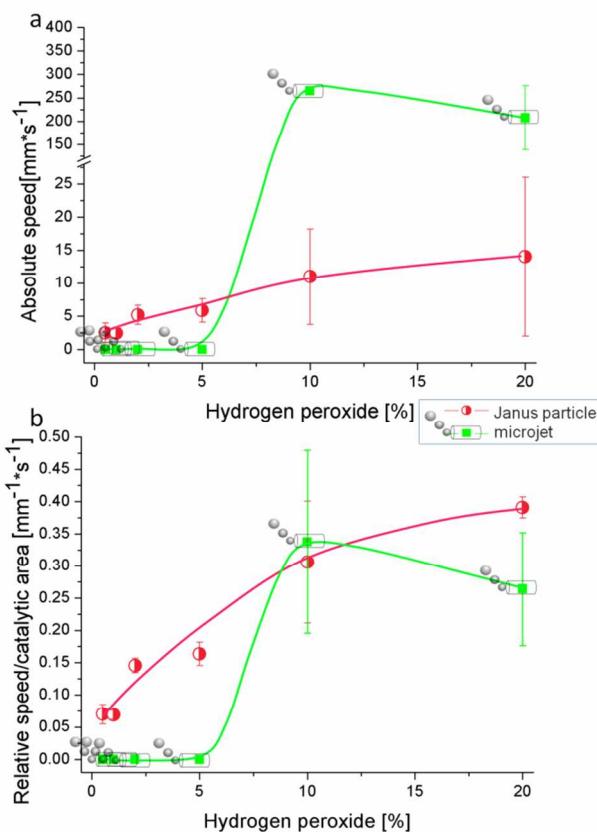 a
Absolute speed[mm*s⁻¹]
400
350
300
250
200
150
25
20
15
10
5
0
0 5 10 15 20
Hydrogen peroxide [%]
Janus particle
microjet
b
Relative speed/catalytic area [mm⁻¹*s⁻¹]
0.50
0.45
0.40
0.35
0.30
0.25
0.20
0.15
0.10
0.05
0.00
0 5 10 15 20
Hydrogen peroxide [%]